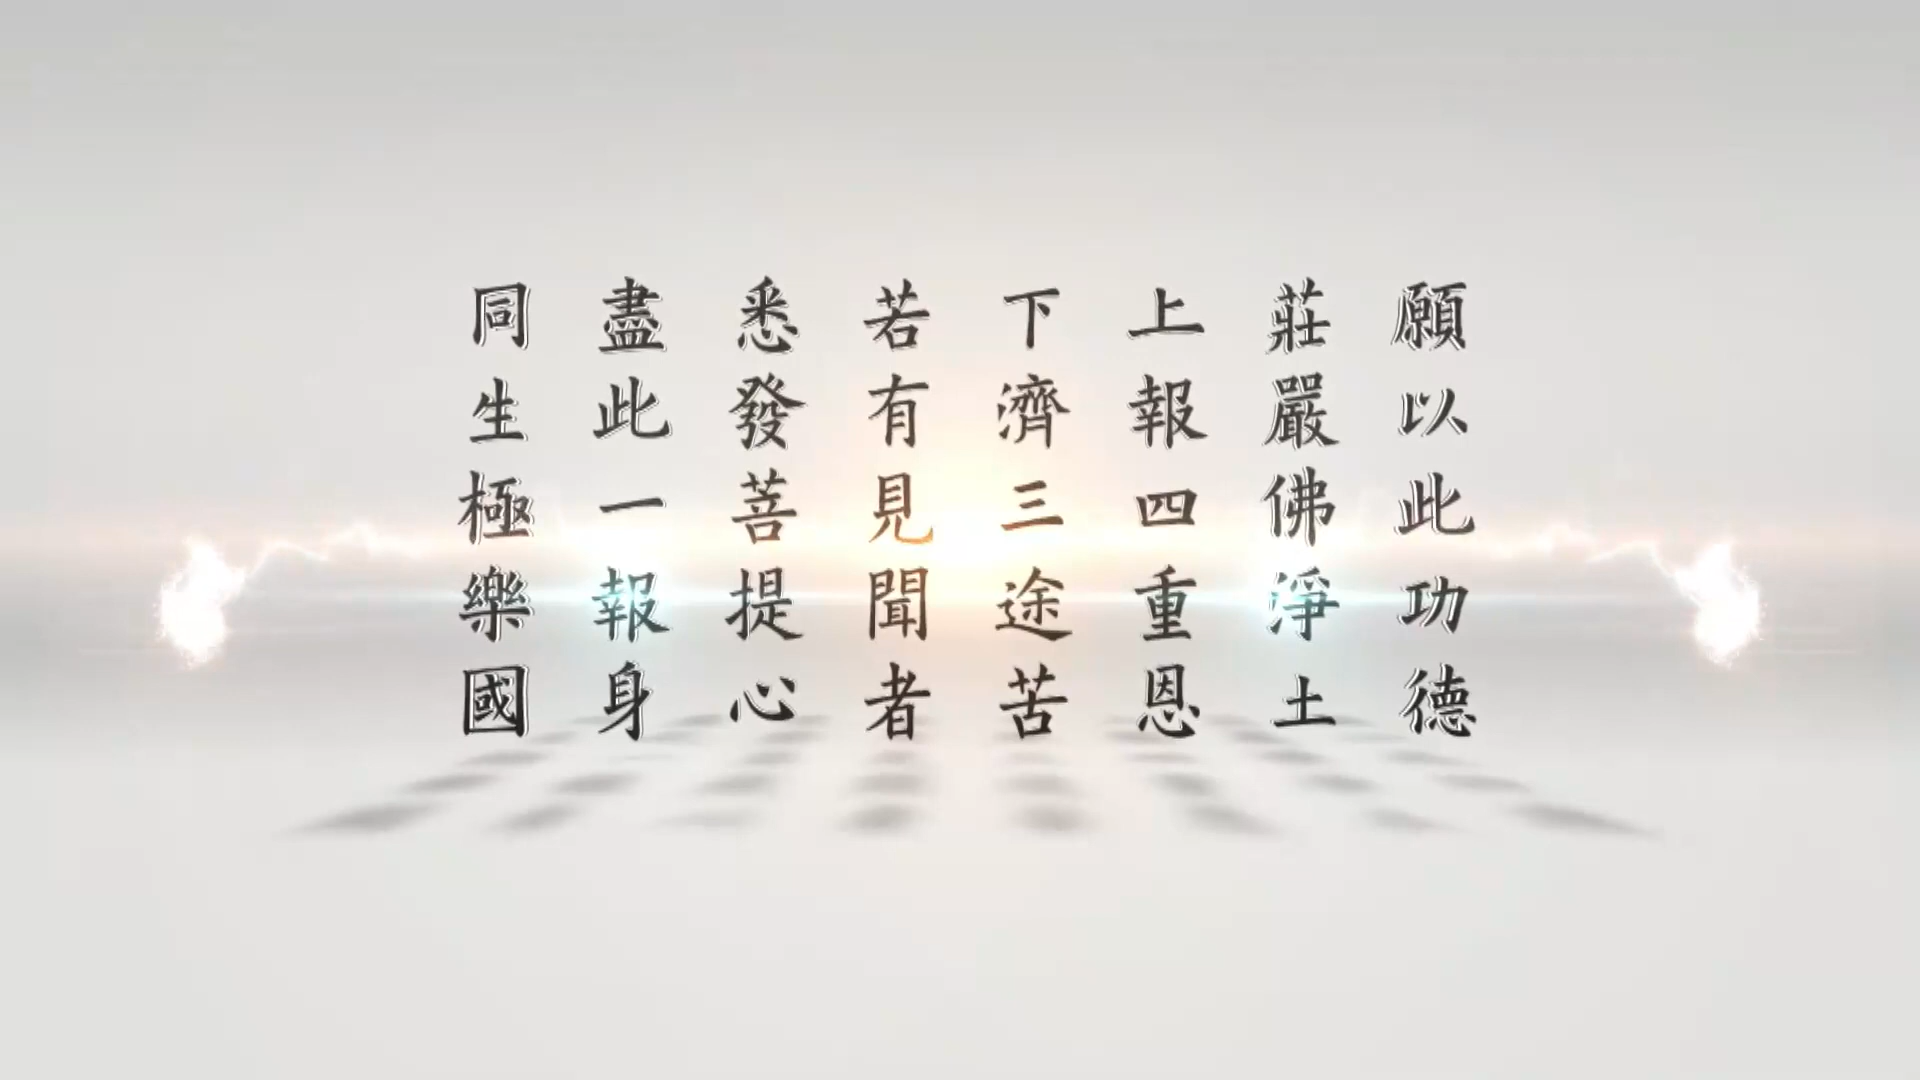 願以此功德
莊嚴佛淨土
上報四重恩
下濟三途苦
若有見聞者
悉發菩提心
盡此一報身
同生極樂國